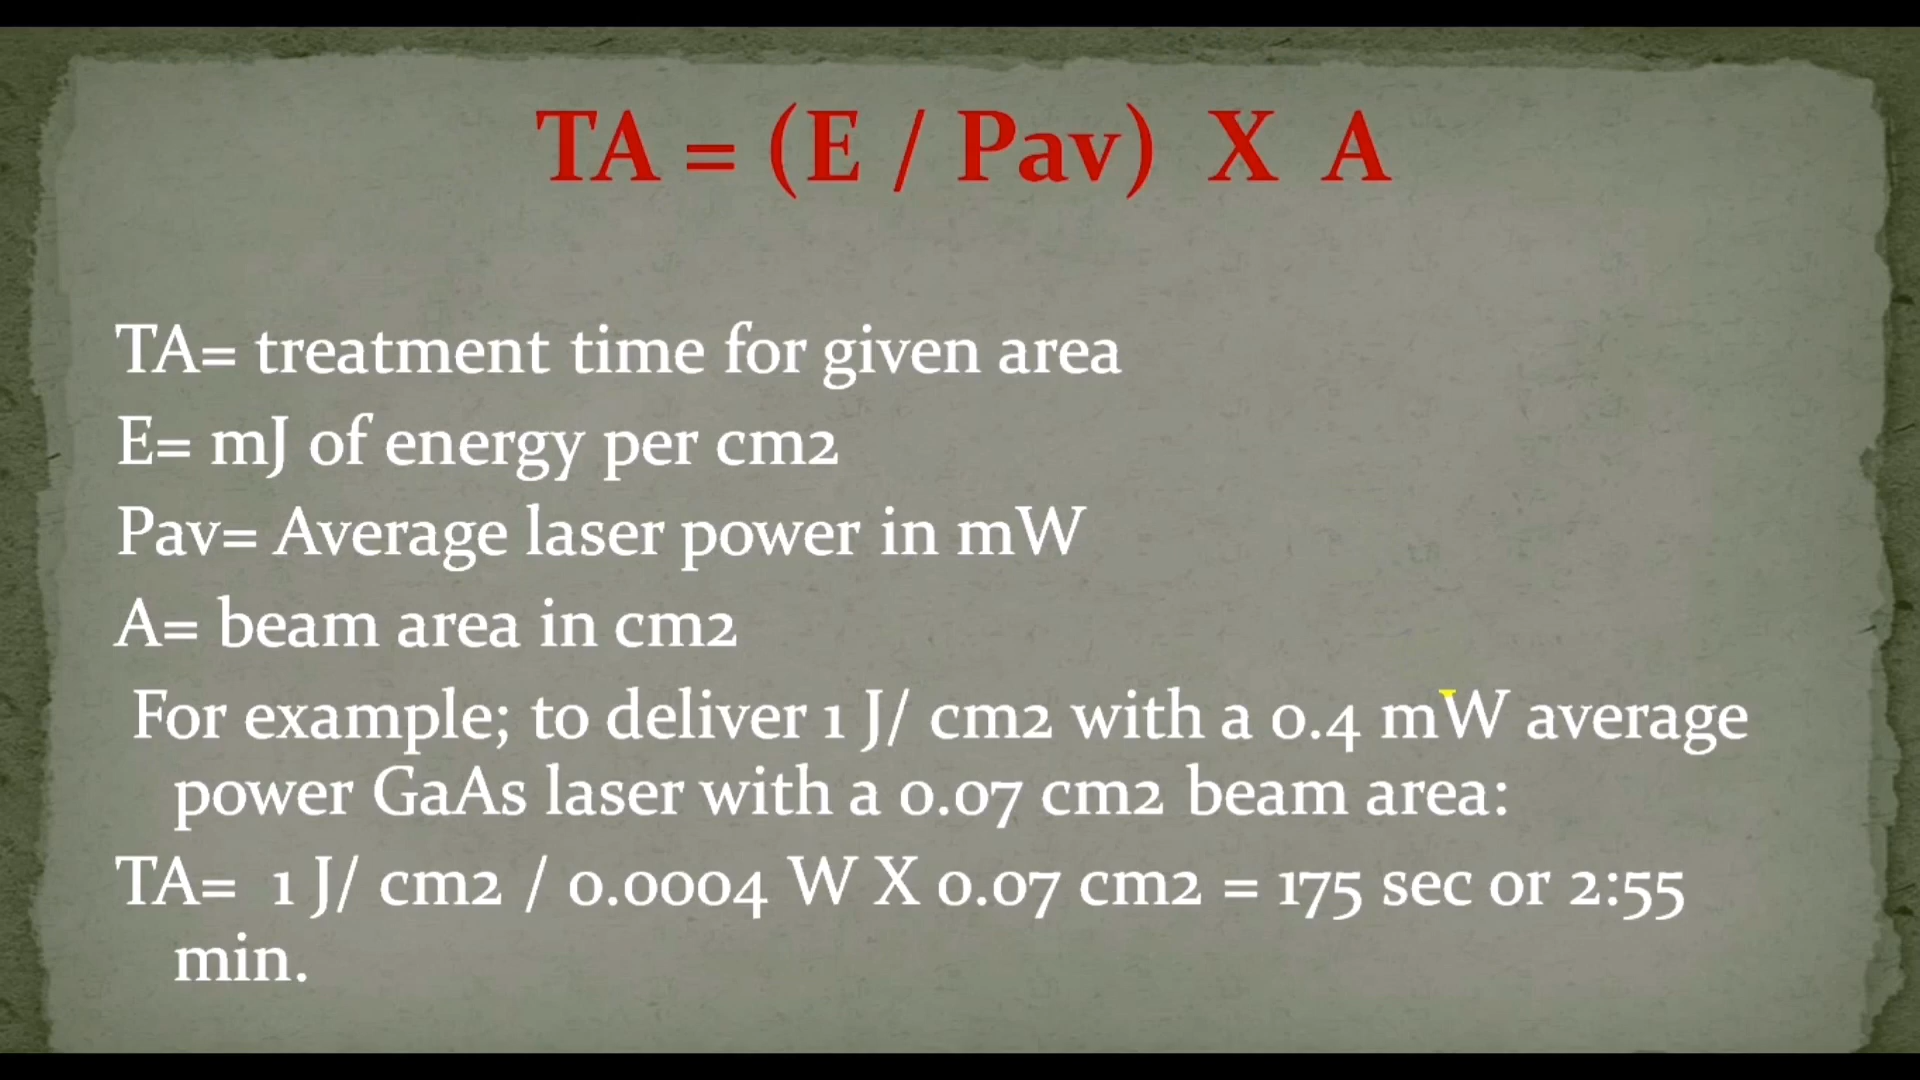 TA = (E / Pav) X A
TA= treatment time for given area
E= mJ of energy per cm2
Pav= Average laser power in mW
A= beam area in cm2
For example; to deliver 1 J/ cm2 with a 0.4 mW average
power GaAs laser with a 0.07 cm2 beam area:
TA= 1 J/ cm2 / 0.0004 W X 0.07 cm2 = 175 sec or 2:55
min.